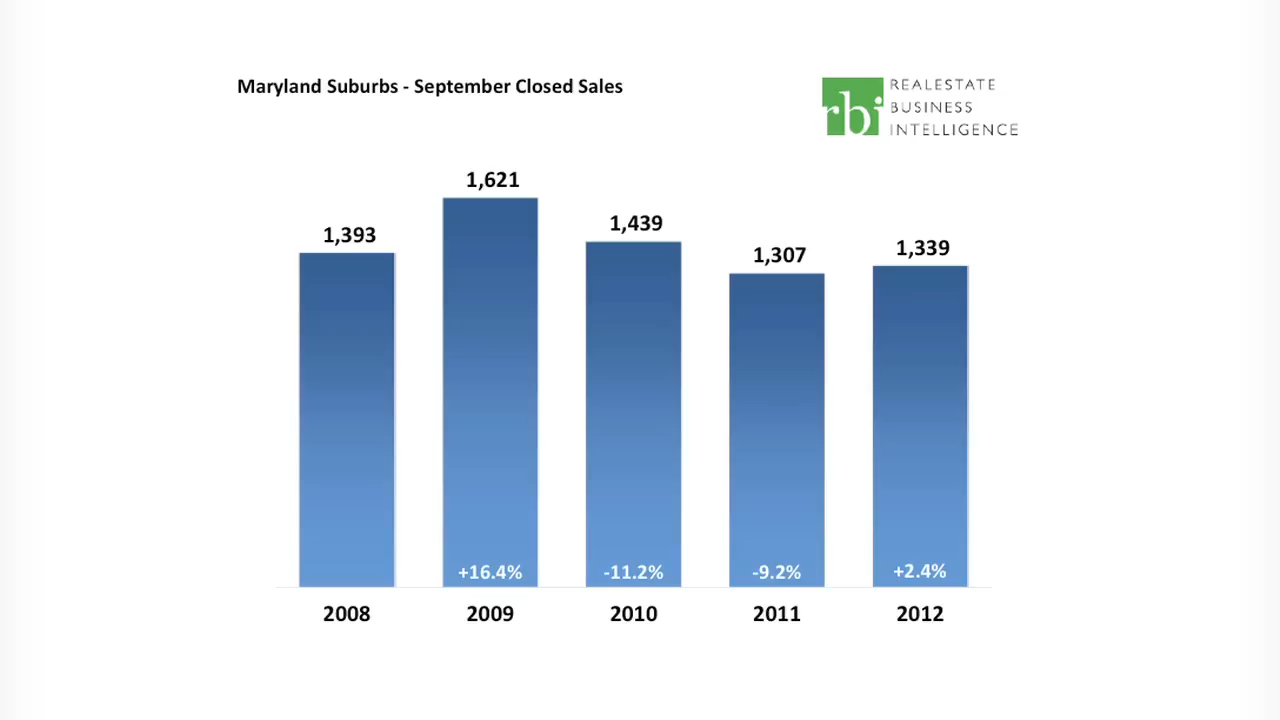 Maryland Suburbs - September Closed Sales
rbi
REALESTATE
BUSINESS
INTELLIGENCE
1,393
1,621
1,439
1,307
1,339
+16.4%
-11.2%
-9.2%
+2.4%
2008
2009
2010
2011
2012